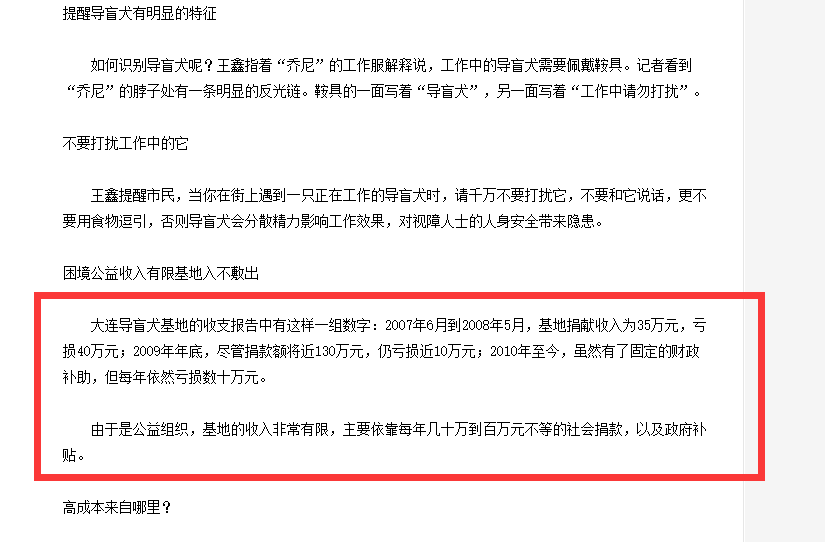 提醒导盲犬有明显的特征
如何识别导盲犬呢？王鑫指着“乔尼”的工作服解释说，工作中的导盲犬需要佩戴鞍具。记者看到
“乔尼”的脖子处有一条明显的反光链。鞍具的一面写着“导盲犬”，另一面写着“工作中请勿打扰”。
不要打扰工作中的它
王鑫提醒市民，当你在街上遇到一只正在工作的导盲犬时，请千万不要打扰它，不要和它说话，更不
要用食物逗引，否则导盲犬会分散精力影响工作效果，对视障人士的人身安全带来隐患。
困境公益收入有限基地入不敷出
大连导盲犬基地的收支报告中有这样一组数字：2007年6月到2008年5月，基地捐献收入为35万元，亏
损40万元；2009年年底，尽管捐款额将近130万元，仍亏损近10万元；2010年至今，虽然有了固定的财政
补助，但每年依然亏损数十万元。
由于是公益组织，基地的收入非常有限，主要依靠每年几十万到百万元不等的社会捐款，以及政府补
贴。
高成本来自哪里？